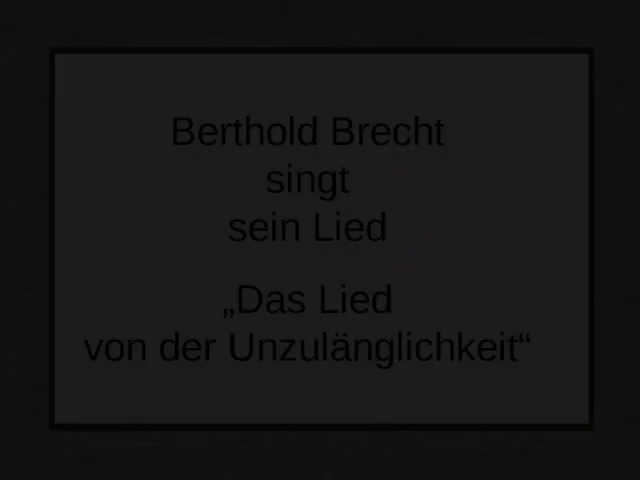 Berthold Brecht
singt
sein Lied
„Das Lied
von der Unzulänglichkeit“